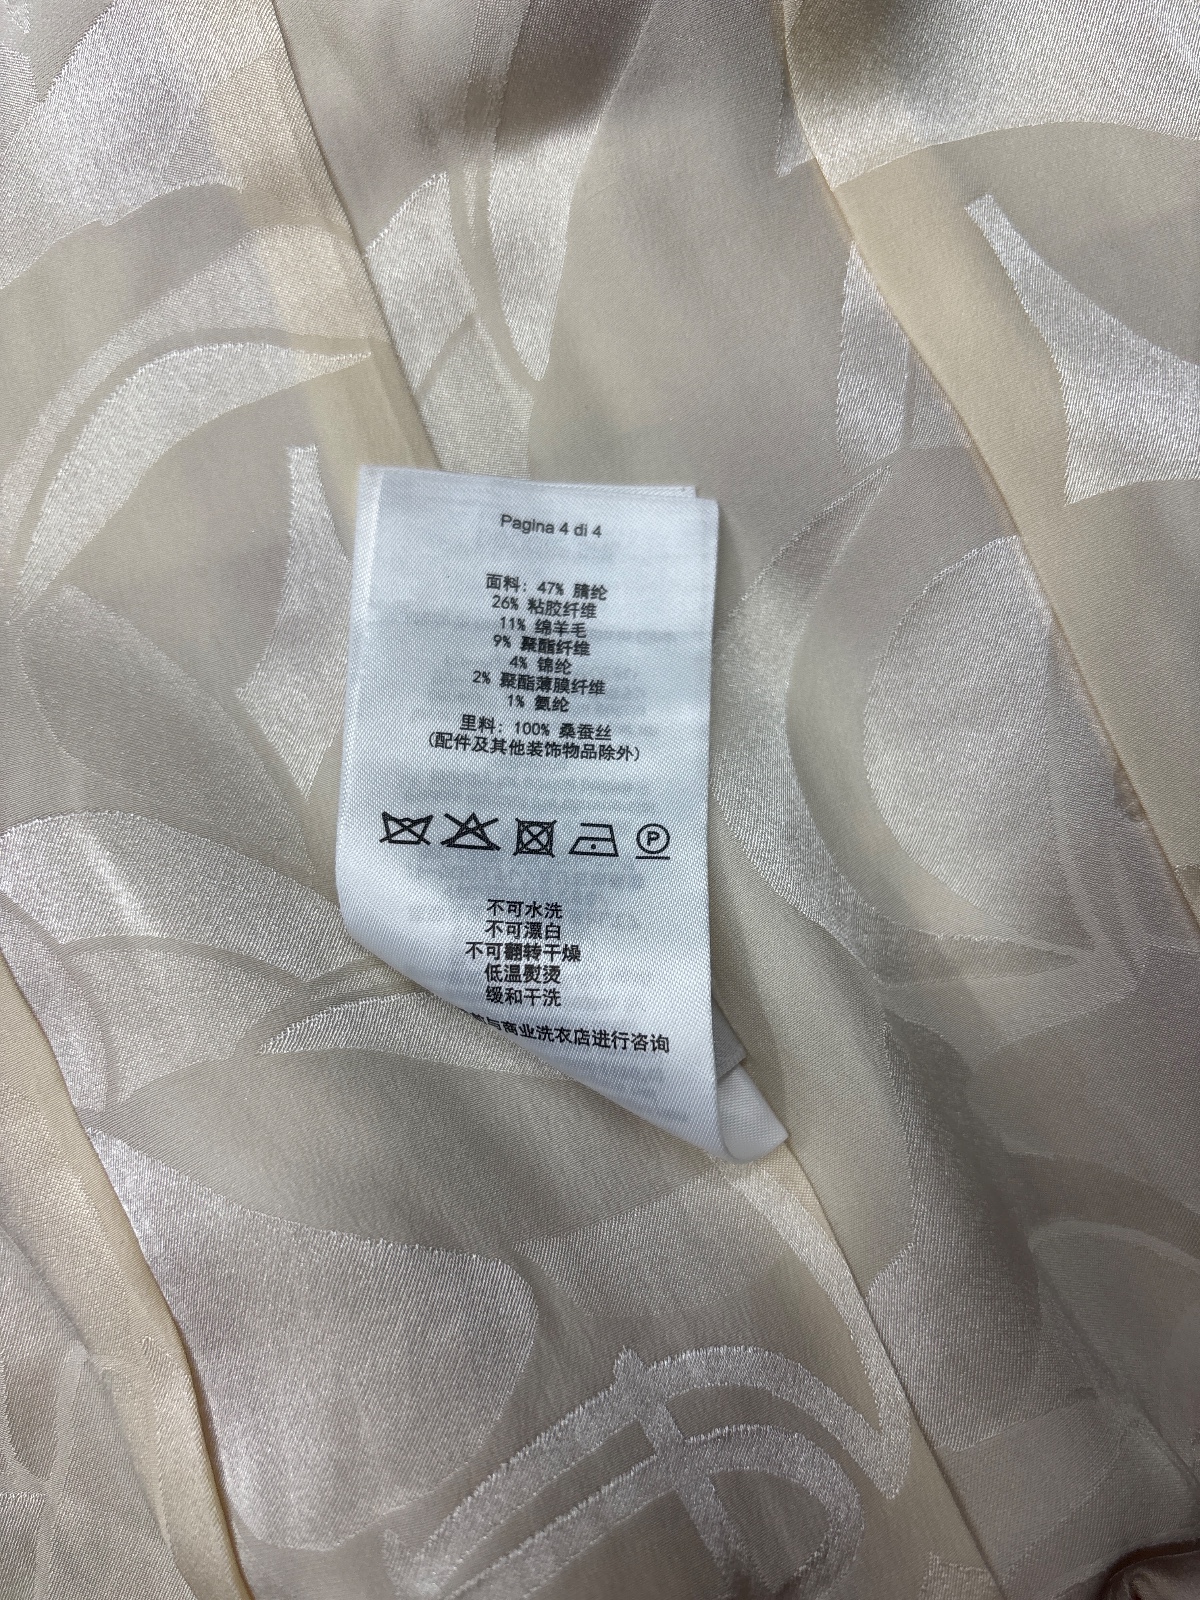 Pagina 4 di 4
面料: 47% 腈纶
26% 粘胶纤维
11% 绵羊毛
9% 聚酯纤维
4% 锦纶
2% 聚酯薄膜纤维
1% 氨纶
里料: 100% 桑蚕丝
(配件及其他装饰物品除外)
P
不可水洗
不可漂白
不可翻转干燥
低温熨烫
缓和干洗
与商业洗衣店进行咨询